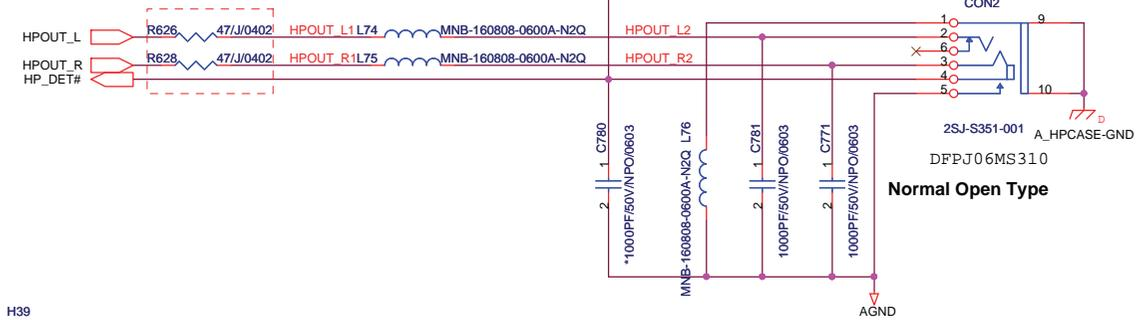 CON2
HPOUT_L R626 47/J/0402 HPOUT_L1 L74 MNB-160808-0600A-N2Q HPOUT_L2 1 9
2
6
HPOUT_R R628 47/J/0402 HPOUT_R1 L75 MNB-160808-0600A-N2Q HPOUT_R2 3
HP_DET# 4
5 10
D
2SJ-S351-001 A_HPCASE-GND
DFPJ06MS310
Normal Open Type
1 2 C780 *1000PF/50V/NPO/0603
MNB-160808-0600A-N2Q L76
1 2 C781 1000PF/50V/NPO/0603
1 2 C771 1000PF/50V/NPO/0603
H39
AGND